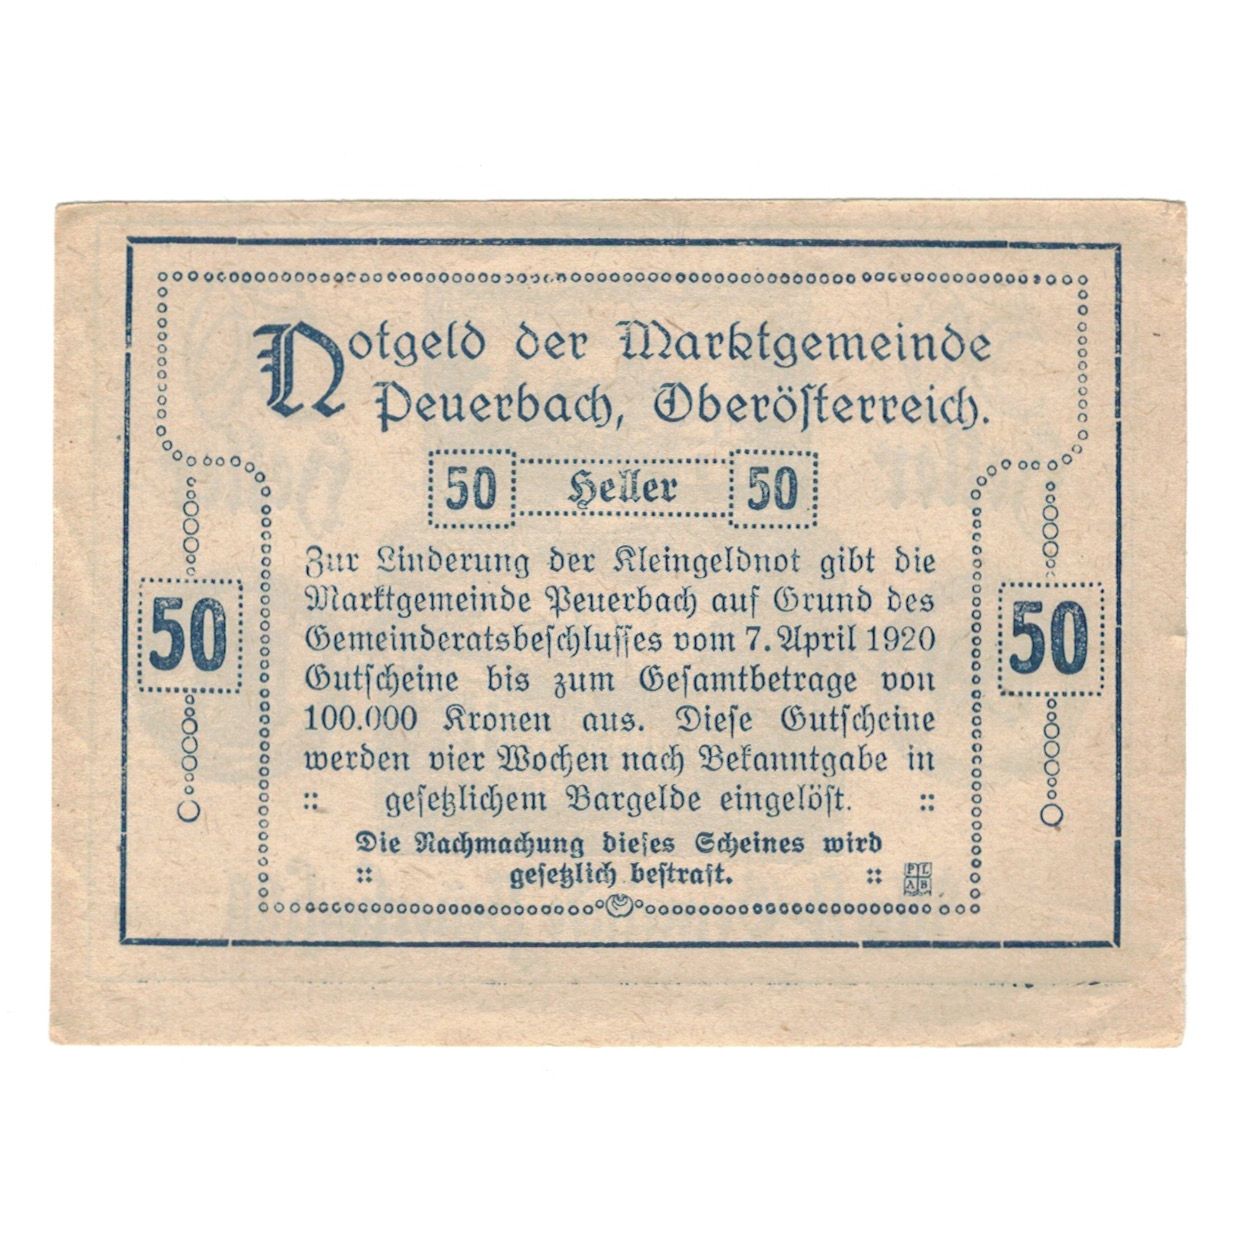 Notgeld der Marktgemeinde
Peuerbach, Oberösterreich.
50 Heller 50
Zur Linderung der Kleingeldnot gibt die
Marktgemeinde Peuerbach auf Grund des
Gemeinderatsbeschlusses vom 7. April 1920
Gutscheine bis zum Gesamtbetrage von
100.000 Kronen aus. Diese Gutscheine
werden vier Wochen nach Bekanntgabe in
:: gesetzlichem Bargelde eingelöst. ::
50
50
Die Nachmachung dieses Scheines wird
:: gesetzlich bestraft. ::
PL
AB